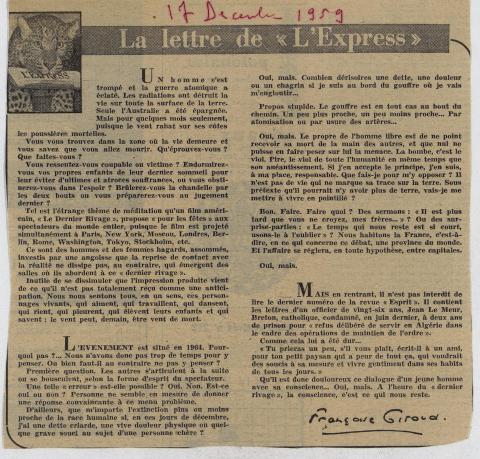 17 Decembre 1959
La lettre de « L'Express »
L'EXPRESS
UN homme s'est
trompé et la guerre atomique a
éclaté. Les radiations ont détruit
la vie sur toute la surface de la terre.
Seule l'Australie a été épargnée.
Mais pour quelques mois seulement,
puisque le vent rabat sur ses côtes
les poussières mortelles.
Vous vous trouvez dans la zone où la vie demeure et
vous savez que vous allez mourir. Qu'éprouvez-vous ?
Que faites-vous ?
Vous ressentez-vous coupable ou victime ? Endormirez-
vous vos propres enfants de leur dernier sommeil pour
leur éviter d'ultimes et atroces souffrances, ou vous obsti-
nerez-vous dans l'espoir ? Brûlerez-vous la chandelle par
les deux bouts ou vous préparerez-vous au jugement
dernier ?
Tel est l'étrange thème de méditation qu'un film améri-
cain, « Le Dernier Rivage », propose « pour les fêtes » aux
spectateurs du monde entier, puisque le film est projeté
simultanément à Paris, New York, Moscou, Londres, Ber-
lin, Rome, Washington, Tokyo, Stockholm, etc.
Ce sont des hommes et des femmes hagards, assommés,
investis par une angoisse que la reprise de contact avec
la réalité ne dissipe pas, au contraire, qui émergent des
salles où ils abordent à ce « dernier rivage ».
Inutile de se dissimuler que l'impression produite vient
de ce qu'il n'est pas totalement reçu comme une antici-
pation. Nous nous sentons tous, en un sens, ces per-
sonnages vivants, qui aiment, qui travaillent, qui dansent,
qui rient, qui pleurent, qui élèvent leurs enfants et qui
savent : le vent peut, demain, être vent de mort.
L'EVENEMENT est situé en 1964. Pour-
quoi pas ?... Nous n'avons donc pas trop de temps pour y
penser. Ou bien faut-il au contraire ne pas y penser ?
Première question. Les autres s'articulent à la suite
ou se bousculent, selon la forme d'esprit du spectateur.
Une telle « erreur » est-elle possible ? Oui. Non. Est-ce
oui ou non ? Personne ne semble en mesure de donner
une réponse convaincante à ce menu problème.
D'ailleurs, que m'importe l'extinction plus ou moins
proche de la race humaine si, en ces jours de décembre,
j'ai une dette criarde, une vive douleur physique ou quel-
que grave souci au sujet d'une personne chère ?
Oui, mais. Combien dérisoires une dette, une douleur
ou un chagrin si je suis au bord du gouffre où je vais
m'engloutir...
Propos stupide. Le gouffre est en tout cas au bout du
chemin. Un peu plus proche, un peu moins proche... Par
atomisation ou par usure des artères...
Oui, mais. Le propre de l'homme libre est de ne point
recevoir sa mort de la main des autres, et que nul ne
puisse en faire peser sur lui la menace. La bombe, c'est le
viol. Pire, le viol de toute l'humanité en même temps que
son anéantissement. Si j'en accepte le principe, j'en suis,
à ma place, responsable. Que fais-je pour m'y opposer ? Il
n'est pas de vie qui ne marque sa trace sur la terre. Sous
prétexte qu'il pourrait n'y avoir plus de terre, vais-je me
mettre à vivre en pointillé ?
Bon. Faire. Faire quoi ? Des sermons : « Il est plus
tard que vous ne croyez, mes frères... » ? Ou des sur-
prise-parties : « Le temps qui nous reste est si court,
usons-le à l'oublier » ? Nous habitons la France, c'est-à-
dire, en ce qui concerne ce débat, une province du monde.
Et l'affaire se réglera, en toute hypothèse, entre capitales.
Oui, mais.
MAIS en rentrant, il n'est pas interdit de
lire le dernier numéro de la revue « Esprit ». Il contient
les lettres d'un officier de vingt-six ans, Jean Le Meur,
Breton, catholique, condamné, en juin dernier, à deux ans
de prison pour « refus délibéré de servir en Algérie dans
le cadre des opérations de maintien de l'ordre ».
Comme cela lui a été dur...
« Tu prieras un peu, s'il vous plaît, écrit-il à un ami,
pour ton petit paysan qui a peur de tout ça, qui voudrait
des soucis à sa mesure et vivre gentiment dans ses habits
de tous les jours. »
Qu'il est donc douloureux ce dialogue d'un jeune homme
avec sa conscience... Oui, mais. A l'heure du « dernier
rivage », la conscience, c'est ce qui nous reste.
Françoise Giroud.